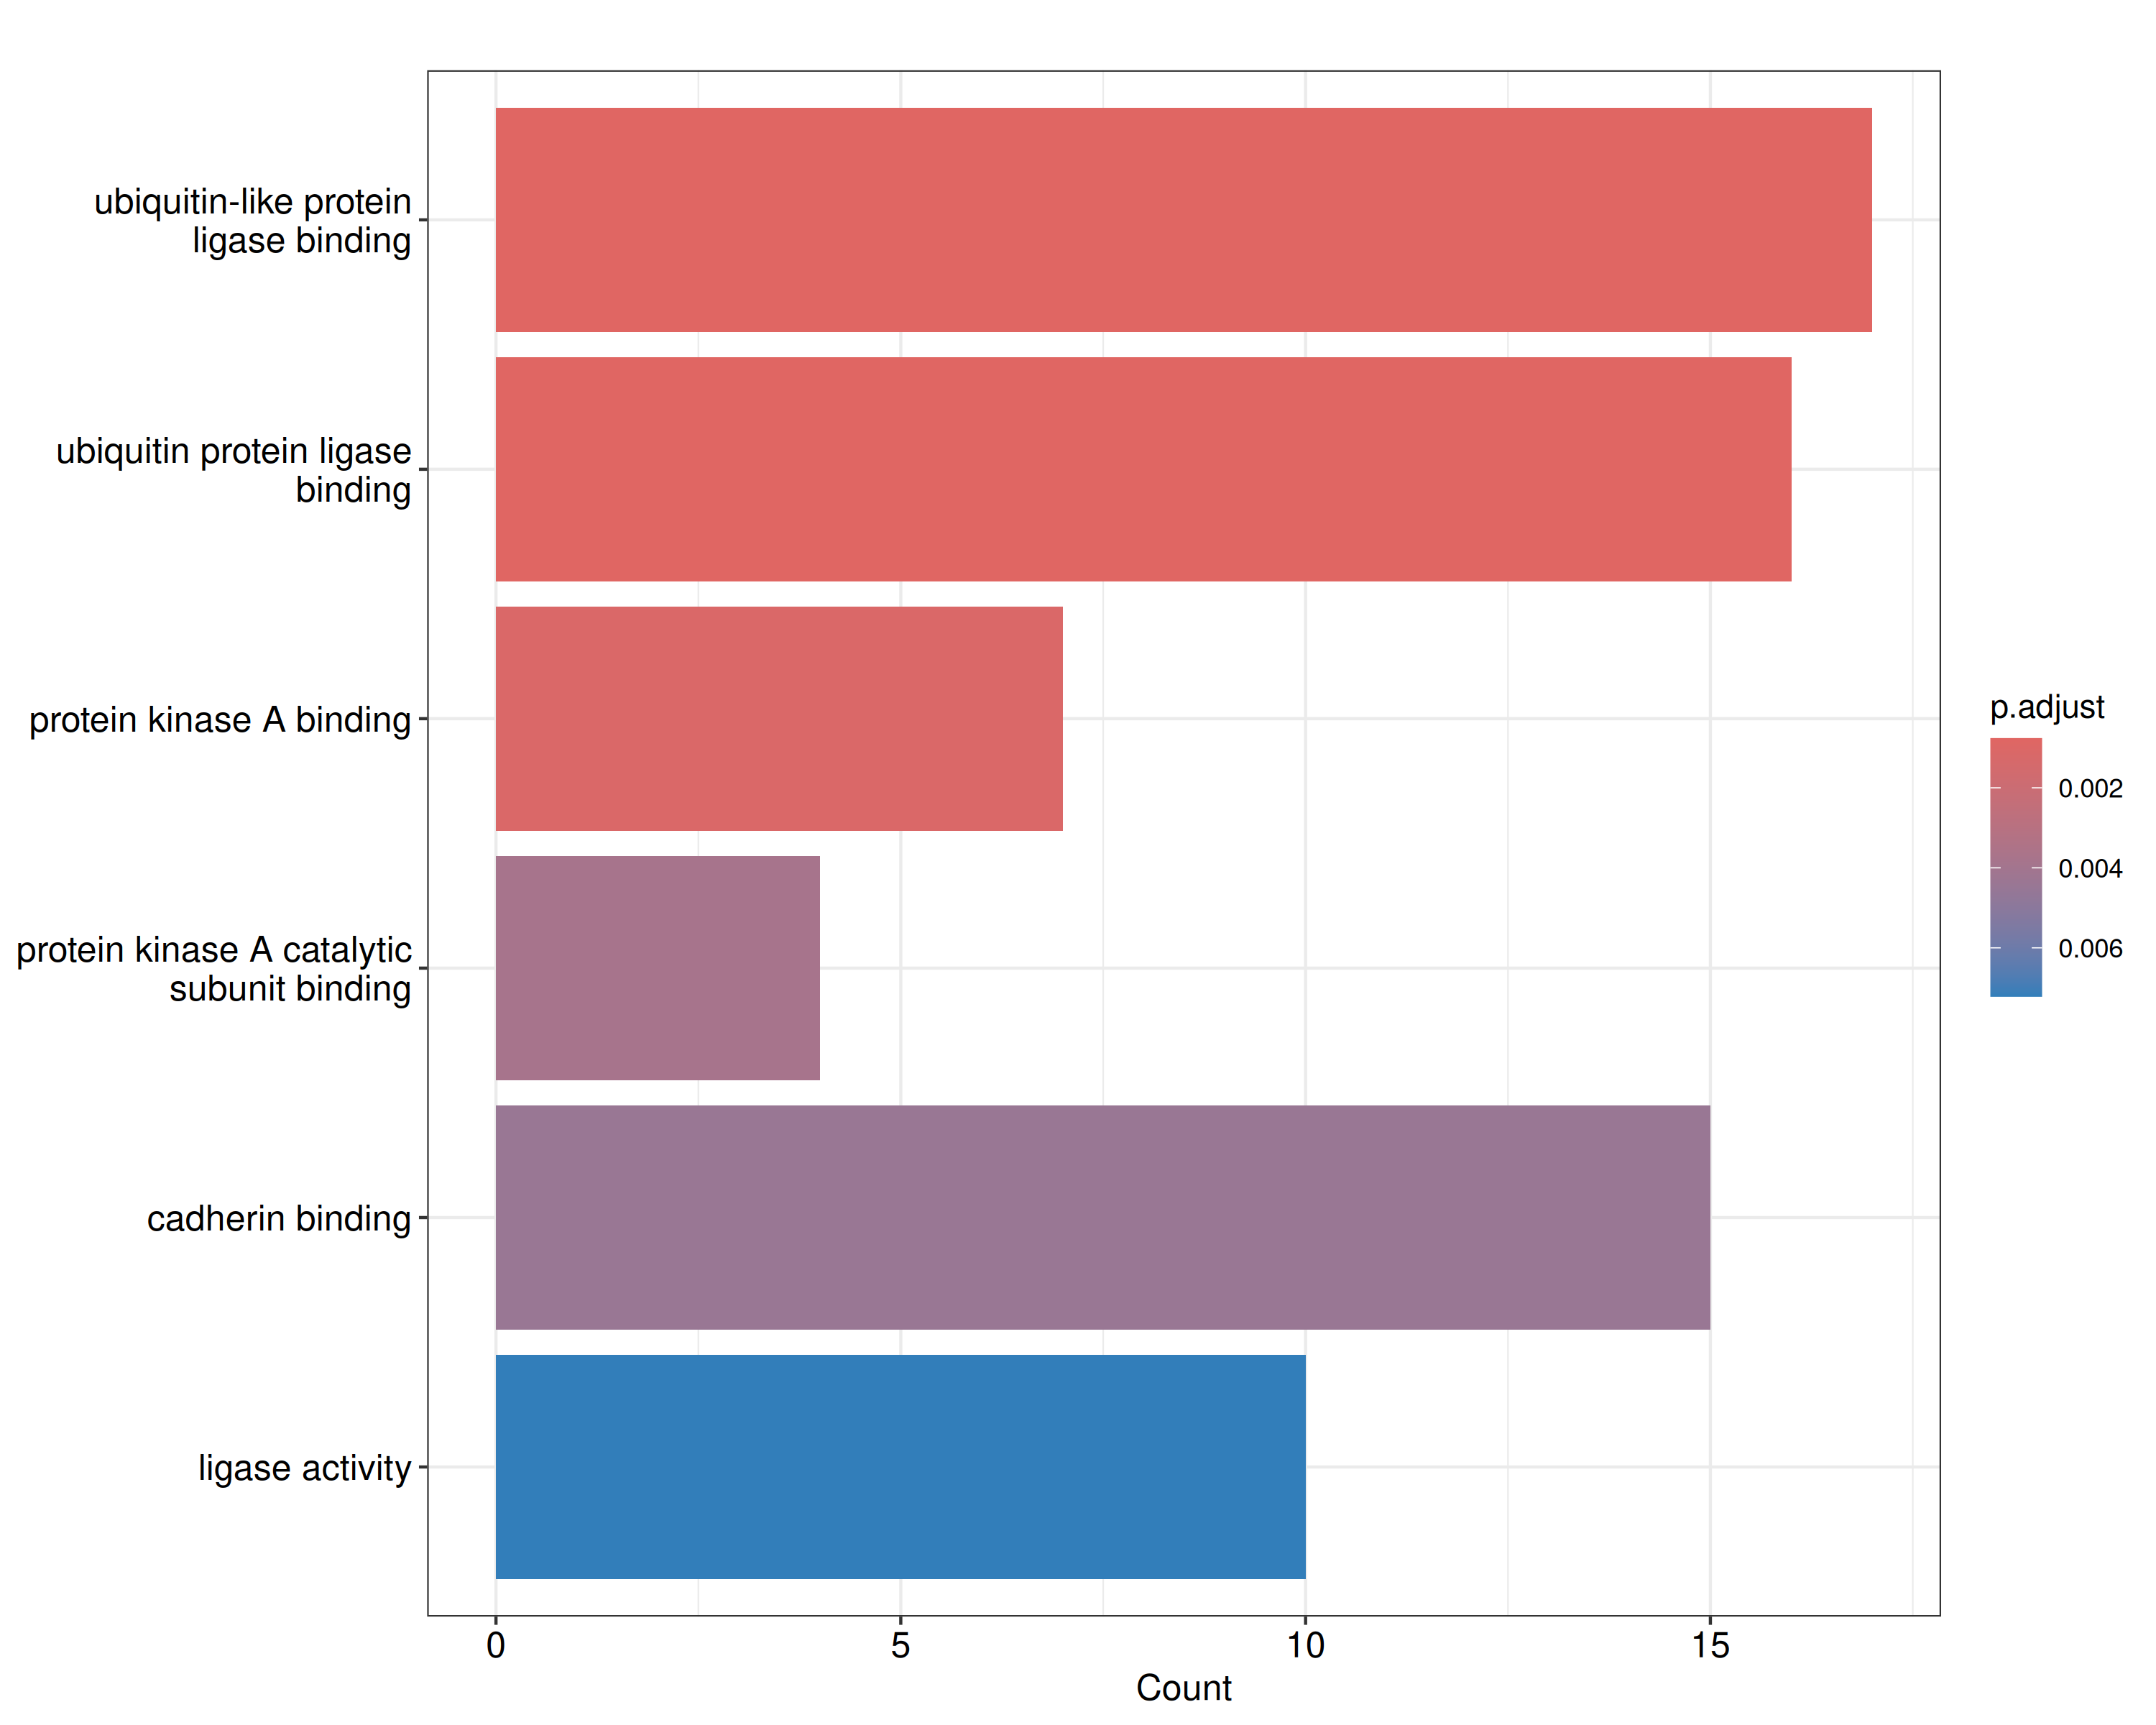 ubiquitin-like protein
ligase binding
ubiquitin protein ligase
binding
protein kinase A binding
protein kinase A catalytic
subunit binding
cadherin binding
ligase activity
0
5
10
15
Count
p.adjust
0.002
0.004
0.006